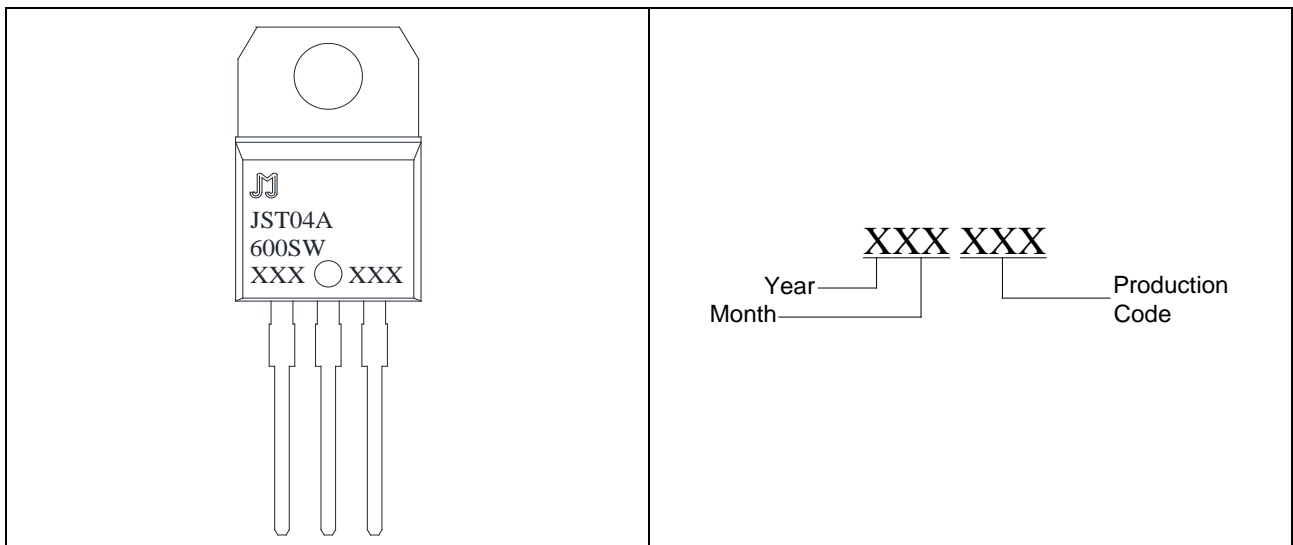 JST04A
600SW
XXX XXX
XXX XXX
Year
Month
Production
Code